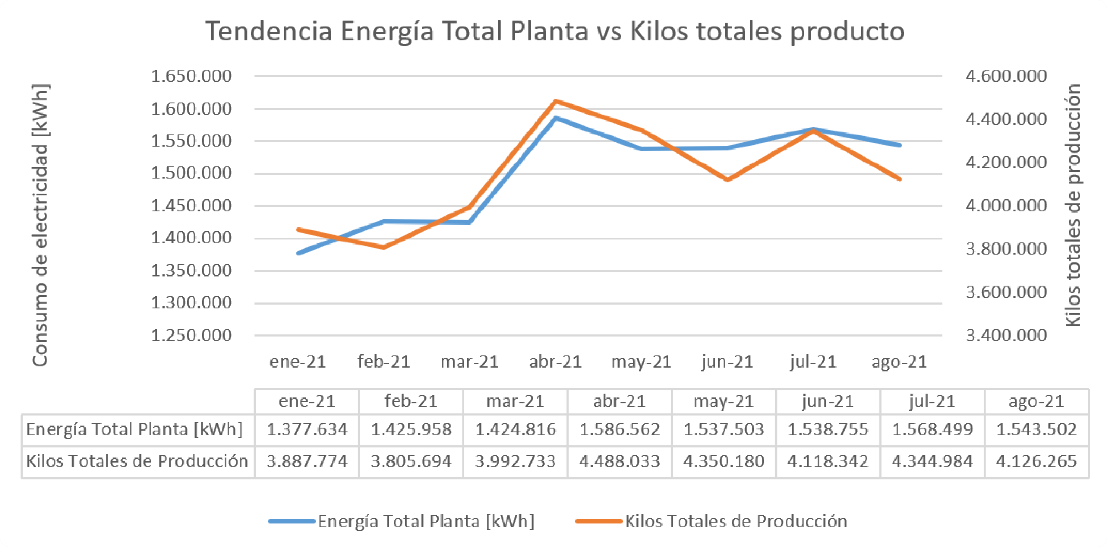 Tendencia Energía Total Planta vs Kilos totales producto
Consumo de electricidad [kWh]
1.650.000
1.600.000
1.550.000
1.500.000
1.450.000
1.400.000
1.350.000
1.300.000
1.250.000
4.600.000
4.400.000
4.200.000
4.000.000
3.800.000
3.600.000
3.400.000
Kilos totales de producción
ene-21 feb-21 mar-21 abr-21 may-21 jun-21 jul-21 ago-21
ene-21 feb-21 mar-21 abr-21 may-21 jun-21 jul-21 ago-21
Energía Total Planta [kWh] 1.377.634 1.425.958 1.424.816 1.586.562 1.537.503 1.538.755 1.568.499 1.543.502
Kilos Totales de Producción 3.887.774 3.805.694 3.992.733 4.488.033 4.350.180 4.118.342 4.344.984 4.126.265
Energía Total Planta [kWh] Kilos Totales de Producción